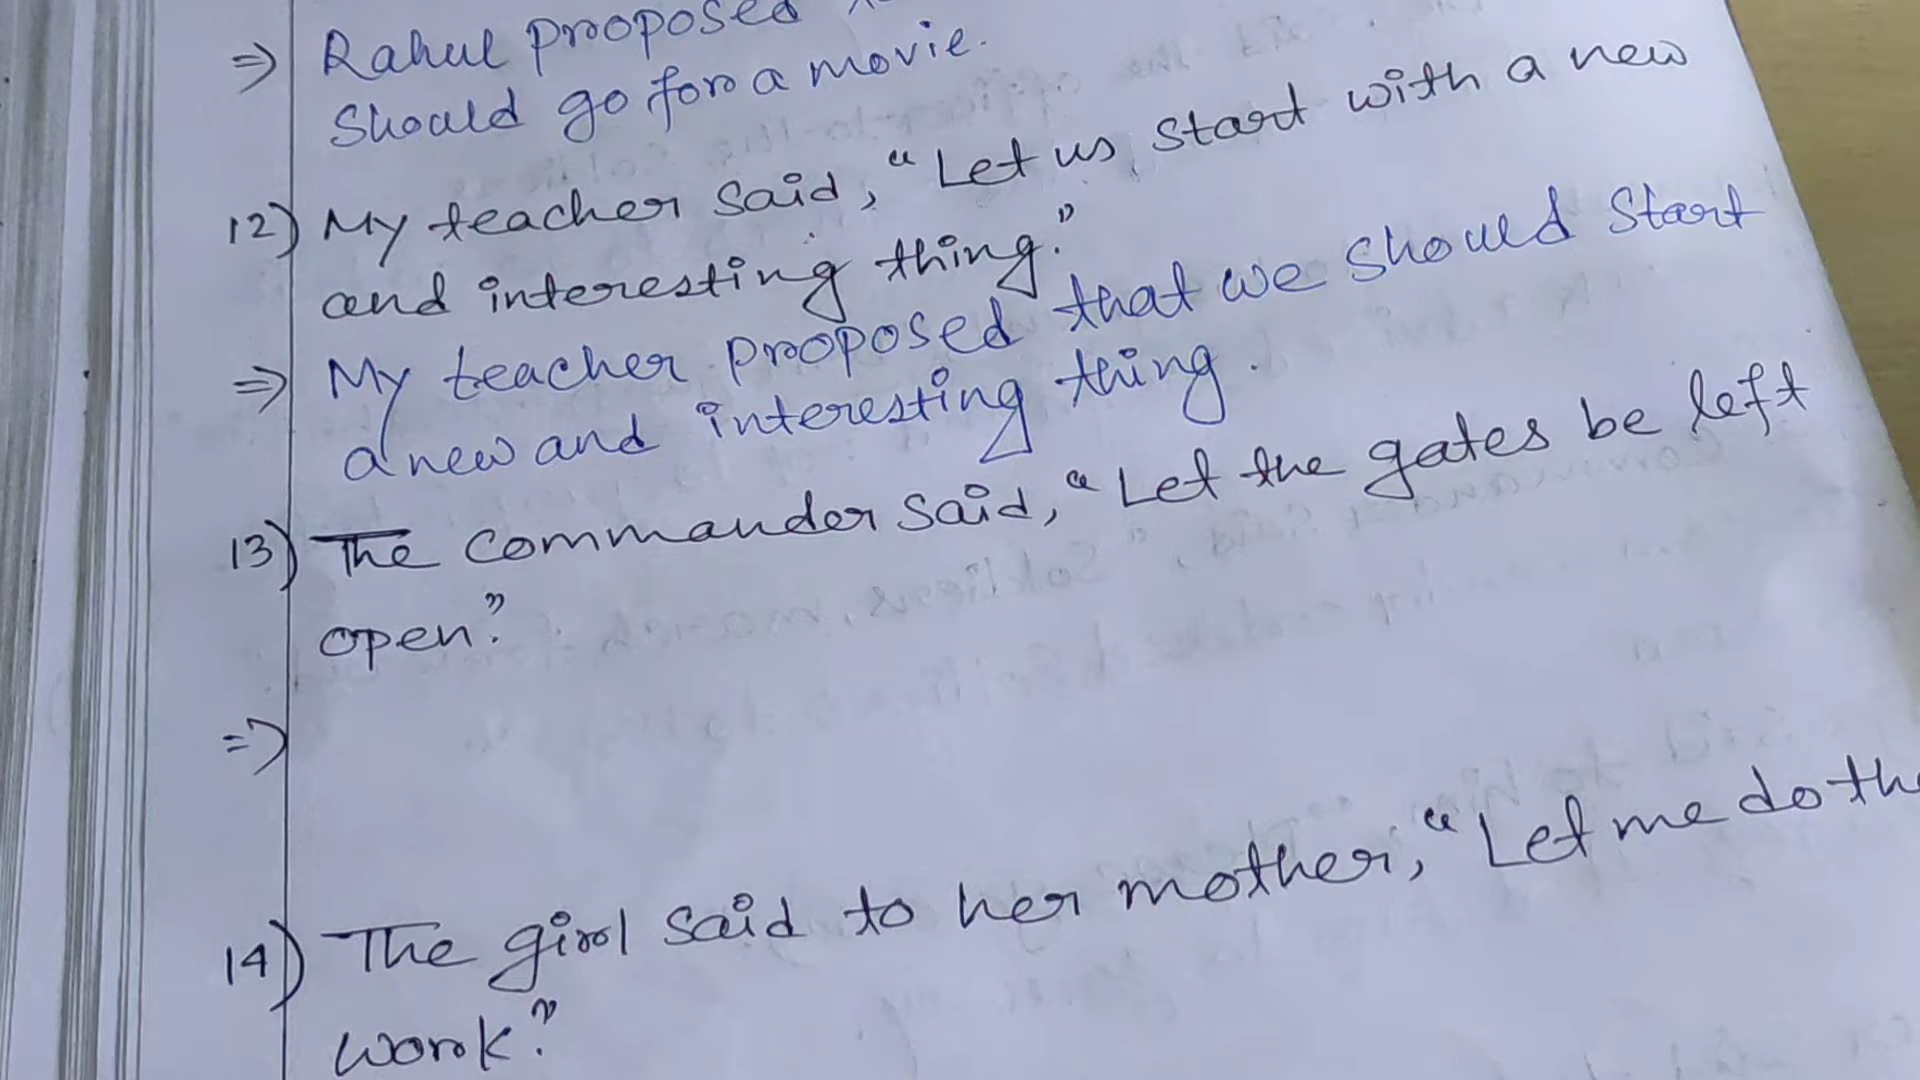 ⇒ Rahul proposed
should go for a movie.
12) My teacher said, "Let us start with a new
and interesting thing."
⇒ My teacher proposed that we should start
a new and interesting thing.
13) The commander said, "Let the gates be left
open."
⇒
14) The girl said to her mother, "Let me do the
work."